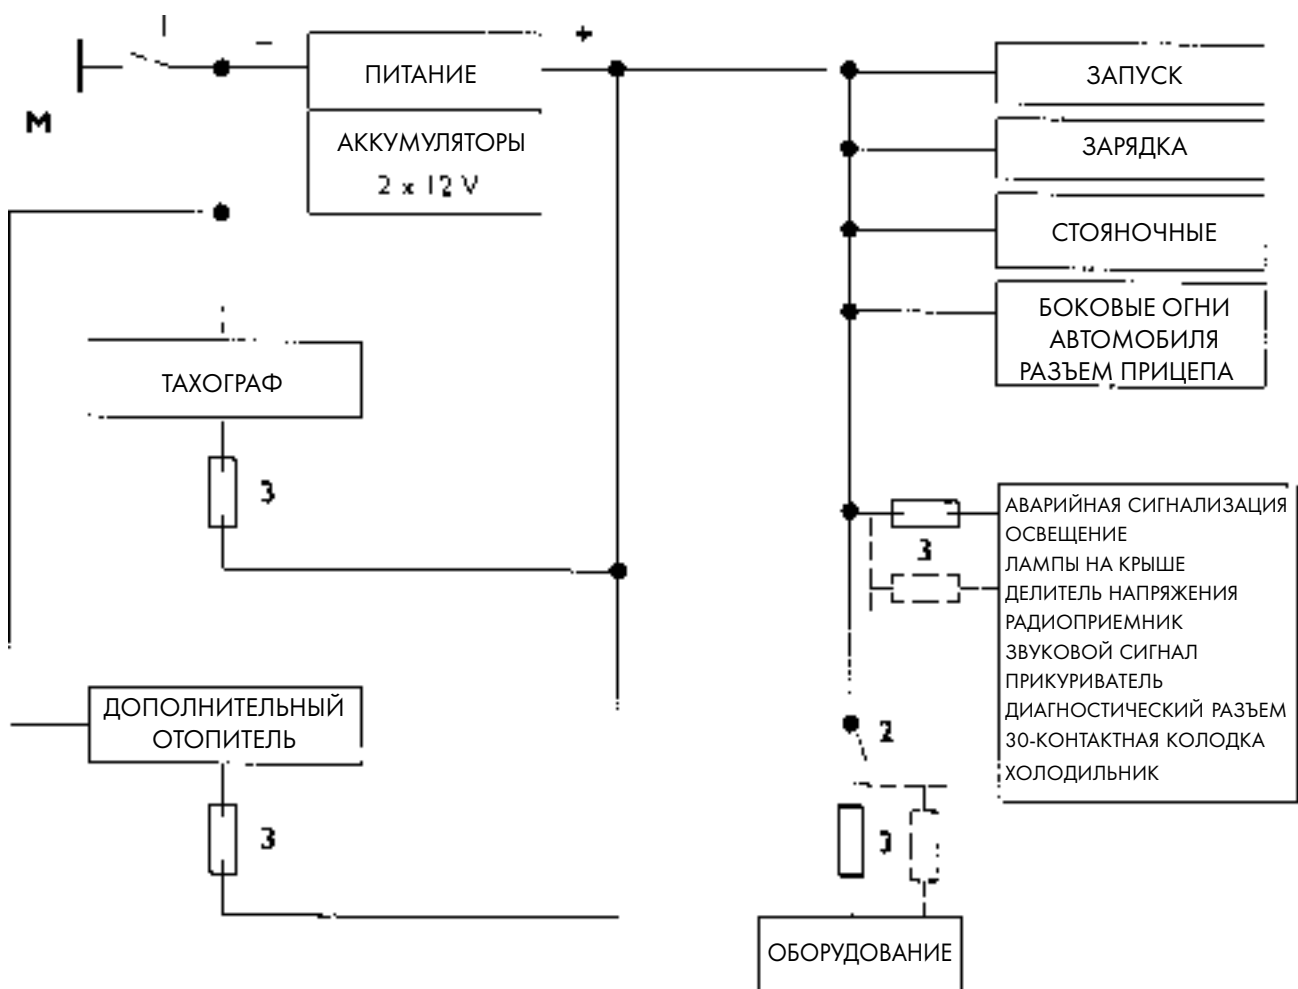 1
–
+
M
ПИТАНИЕ
АККУМУЛЯТОРЫ
2 x 12 V
ЗАПУСК
ЗАРЯДКА
СТОЯНОЧНЫЕ
БОКОВЫЕ ОГНИ
АВТОМОБИЛЯ
РАЗЪЕМ ПРИЦЕПА
ТАХОГРАФ
3
3
АВАРИЙНАЯ СИГНАЛИЗАЦИЯ
ОСВЕЩЕНИЕ
ЛАМПЫ НА КРЫШЕ
ДЕЛИТЕЛЬ НАПРЯЖЕНИЯ
РАДИОПРИЕМНИК
ЗВУКОВОЙ СИГНАЛ
ПРИКУРИВАТЕЛЬ
ДИАГНОСТИЧЕСКИЙ РАЗЪЕМ
30-КОНТАКТНАЯ КОЛОДКА
ХОЛОДИЛЬНИК
ДОПОЛНИТЕЛЬНЫЙ
ОТОПИТЕЛЬ
3
2
3
ОБОРУДОВАНИЕ